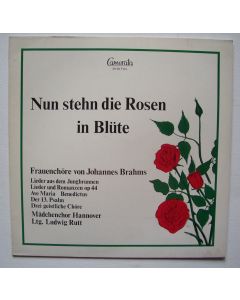 Camerata
Nun stehn die Rosen
in Blüte
Frauenchöre von Johannes Brahms
Lieder aus dem Jungbrunnen
Lieder und Romanzen op 44
Ave Maria Benedictus
Der 13. Psalm
Drei geistliche Chöre
Mädchenchor Hannover
Ltg. Ludwig Rutt